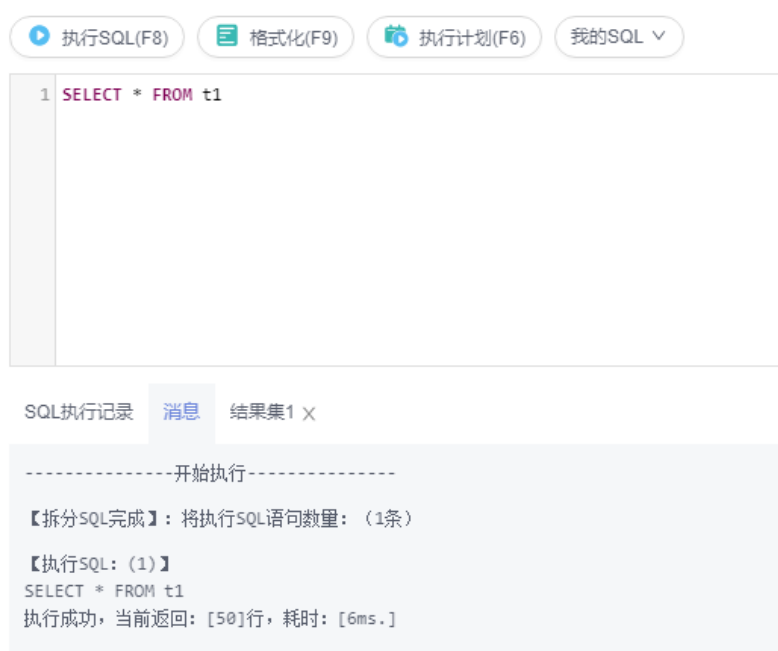 执行SQL(F8) 格式化(F9) 执行计划(F6) 我的SQL
1 SELECT * FROM t1
SQL执行记录 消息 结果集1 ×
---------------开始执行---------------
【拆分SQL完成】：将执行SQL语句数量：（1条）
【执行SQL：(1)】
SELECT * FROM t1
执行成功，当前返回：[50]行，耗时：[6ms.]